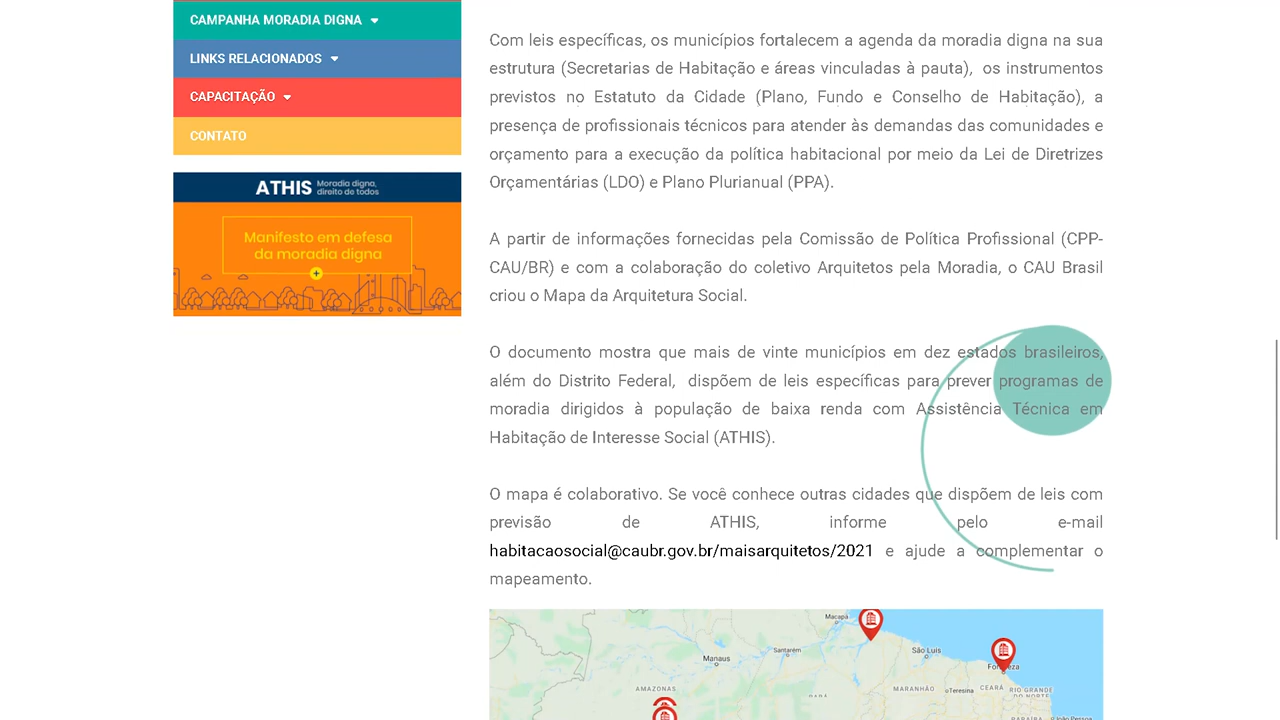 CAMPANHA MORADIA DIGNA
LINKS RELACIONADOS
CAPACITAÇÃO
CONTATO
ATHIS Moradia digna,
direito de todos
Manifesto em defesa
da moradia digna
Com leis específicas, os municípios fortalecem a agenda da moradia digna na sua
estrutura (Secretarias de Habitação e áreas vinculadas à pauta), os instrumentos
previstos no Estatuto da Cidade (Plano, Fundo e Conselho de Habitação), a
presença de profissionais técnicos para atender às demandas das comunidades e
orçamento para a execução da política habitacional por meio da Lei de Diretrizes
Orçamentárias (LDO) e Plano Plurianual (PPA).
A partir de informações fornecidas pela Comissão de Política Profissional (CPP-
CAU/BR) e com a colaboração do coletivo Arquitetos pela Moradia, o CAU Brasil
criou o Mapa da Arquitetura Social.
O documento mostra que mais de vinte municípios em dez estados brasileiros,
além do Distrito Federal, dispõem de leis específicas para prever programas de
moradia dirigidos à população de baixa renda com Assistência Técnica em
Habitação de Interesse Social (ATHIS).
O mapa é colaborativo. Se você conhece outras cidades que dispõem de leis com
previsão de ATHIS, informe pelo e-mail
habitacaosocial@caubr.gov.br/maisarquitetos/2021 e ajude a complementar o
mapeamento.
Macapá
Santarém
São Luís
Manaus
Fortaleza
AMAZONAS
PARÁ
MARANHÃO
Teresina
CEARÁ
RIO GRANDE
DO NORTE
João Pessoa
PARAÍBA